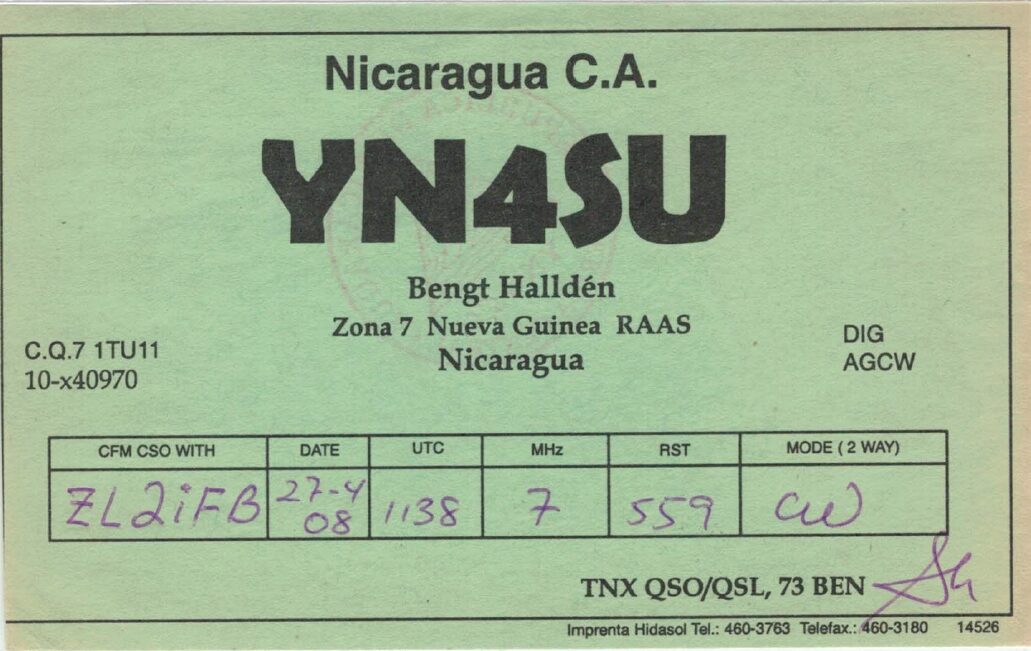 Nicaragua C.A.
YN4SU
Bengt Halldén
Zona 7 Nueva Guinea RAAS
Nicaragua
C.Q.7 1TU11
10-x40970
DIG
AGCW
CFM CSO WITH DATE UTC MHz RST MODE ( 2 WAY)
ZL2iFB 27-4 08 1138 7 559 CW
TNX QSO/QSL, 73 BEN
Imprenta Hidasol Tel.: 460-3763 Telefax.: 460-3180 14526